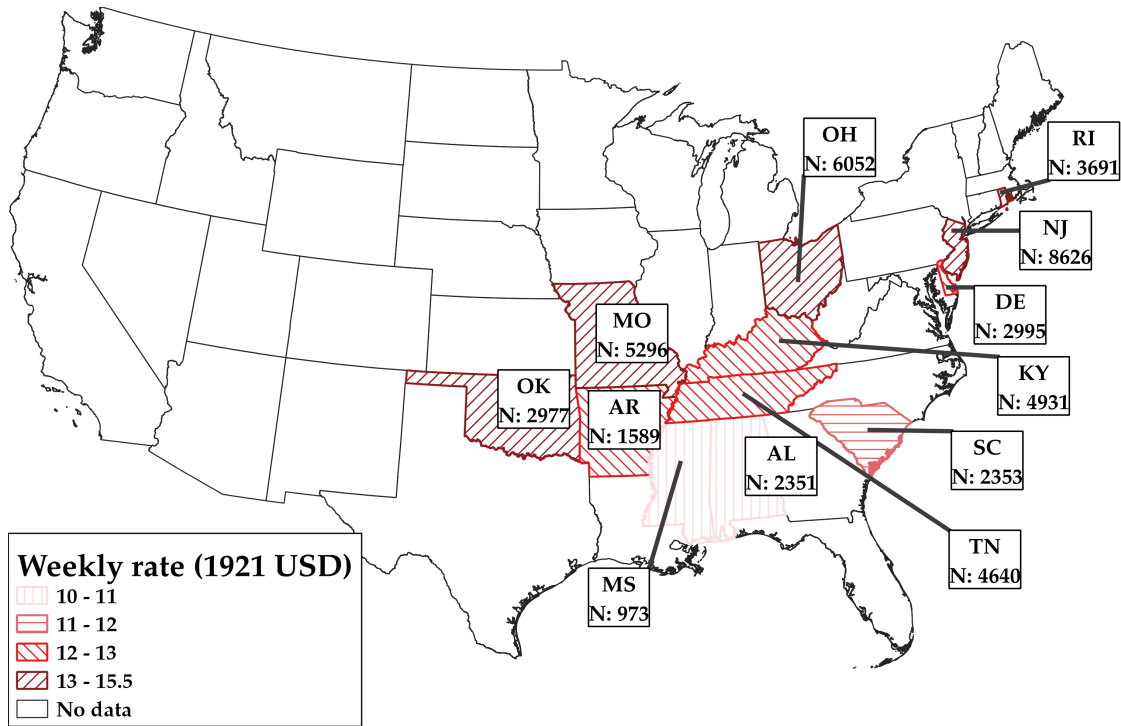 OH
N: 6052
RI
N: 3691
NJ
N: 8626
DE
N: 2995
MO
N: 5296
KY
N: 4931
OK
N: 2977
AR
N: 1589
SC
N: 2353
AL
N: 2351
TN
N: 4640
MS
N: 973
Weekly rate (1921 USD)
10 - 11
11 - 12
12 - 13
13 - 15.5
No data